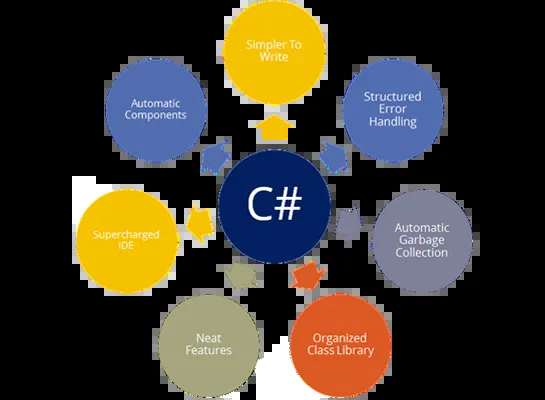 Simpler To
Write
Structured
Error
Handling
Automatic
Garbage
Collection
Organized
Class Library
Neat
Features
Supercharged
IDE
Automatic
Components
C#